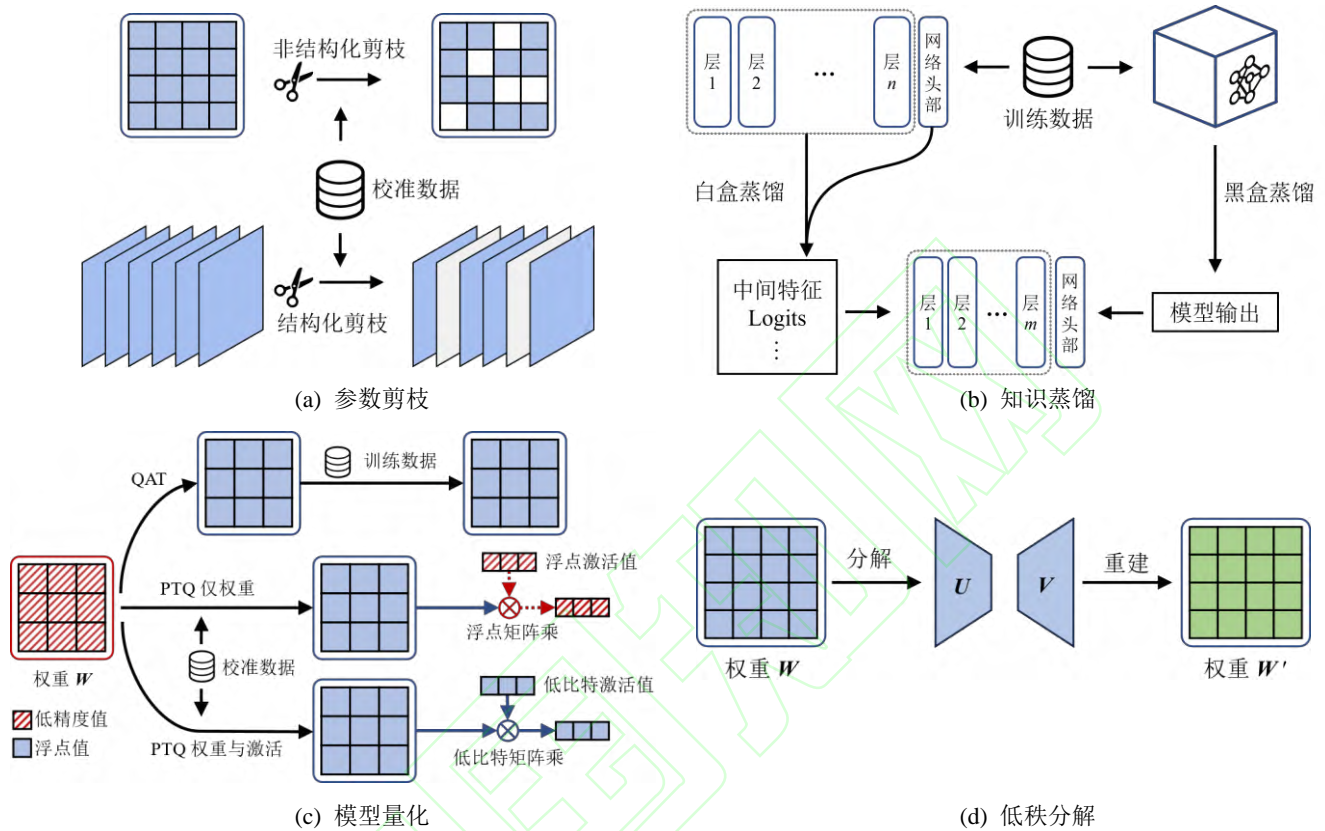 非结构化剪枝
校准数据
结构化剪枝
(a) 参数剪枝
层
1
层
2
...
层
n
网
络
头
部
训练数据
白盒蒸馏
黑盒蒸馏
中间特征
Logits
⋮
层
1
层
2
...
层
m
网
络
头
部
模型输出
(b) 知识蒸馏
QAT
训练数据
PTQ 仅权重
浮点激活值
浮点矩阵乘
校准数据
权重 W
低比特激活值
低精度值
浮点值
PTQ 权重与激活
低比特矩阵乘
(c) 模型量化
分解
U
V
重建
权重 W
权重 W'
(d) 低秩分解